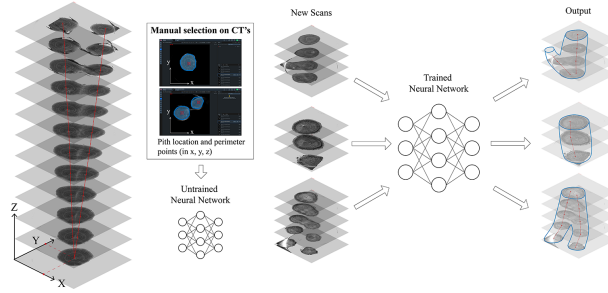 Manual selection on CT's
y
x
y
x
Pith location and perimeter
points (in x, y, z)
Untrained
Neural Network
Z
Y
X
New Scans
Trained
Neural Network
Output